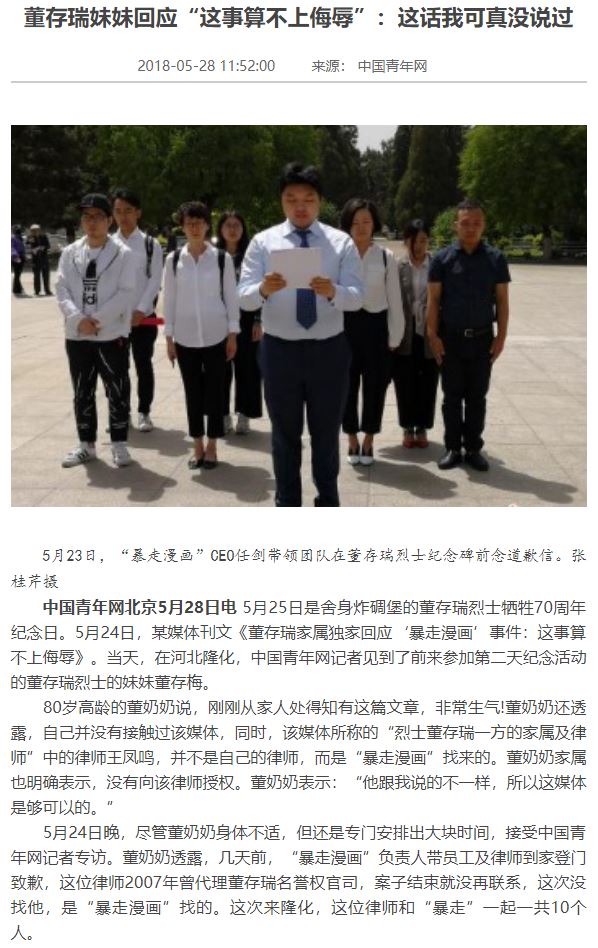 董存瑞妹妹回应“这事算不上侮辱”：这话我可真没说过
2018-05-28 11:52:00 来源： 中国青年网
5月23日，“暴走漫画”CEO任剑带领团队在董存瑞烈士纪念碑前念道歉信。张
桂芹摄
中国青年网北京5月28日电 5月25日是舍身炸碉堡的董存瑞烈士牺牲70周年
纪念日。5月24日，某媒体刊文《董存瑞家属独家回应‘暴走漫画’事件：这事算
不上侮辱》。当天，在河北隆化，中国青年网记者见到了前来参加第二天纪念活动
的董存瑞烈士的妹妹董存梅。
80岁高龄的董奶奶说，刚刚从家人处得知有这篇文章，非常生气!董奶奶还透
露，自己并没有接触过该媒体，同时，该媒体所称的“烈士董存瑞一方的家属及律
师”中的律师王凤鸣，并不是自己的律师，而是“暴走漫画”找来的。董奶奶家属
也明确表示，没有向该律师授权。董奶奶表示：“他跟我说的不一样，所以这媒体
是够可以的。”
5月24日晚，尽管董奶奶身体不适，但还是专门安排出大块时间，接受中国青
年网记者专访。董奶奶透露，几天前，“暴走漫画”负责人带员工及律师到家登门
致歉，这位律师2007年曾代理董存瑞名誉权官司，案子结束就没再联系，这次没
找他，是“暴走漫画”找的。这次来隆化，这位律师和“暴走”一起一共10个
人。